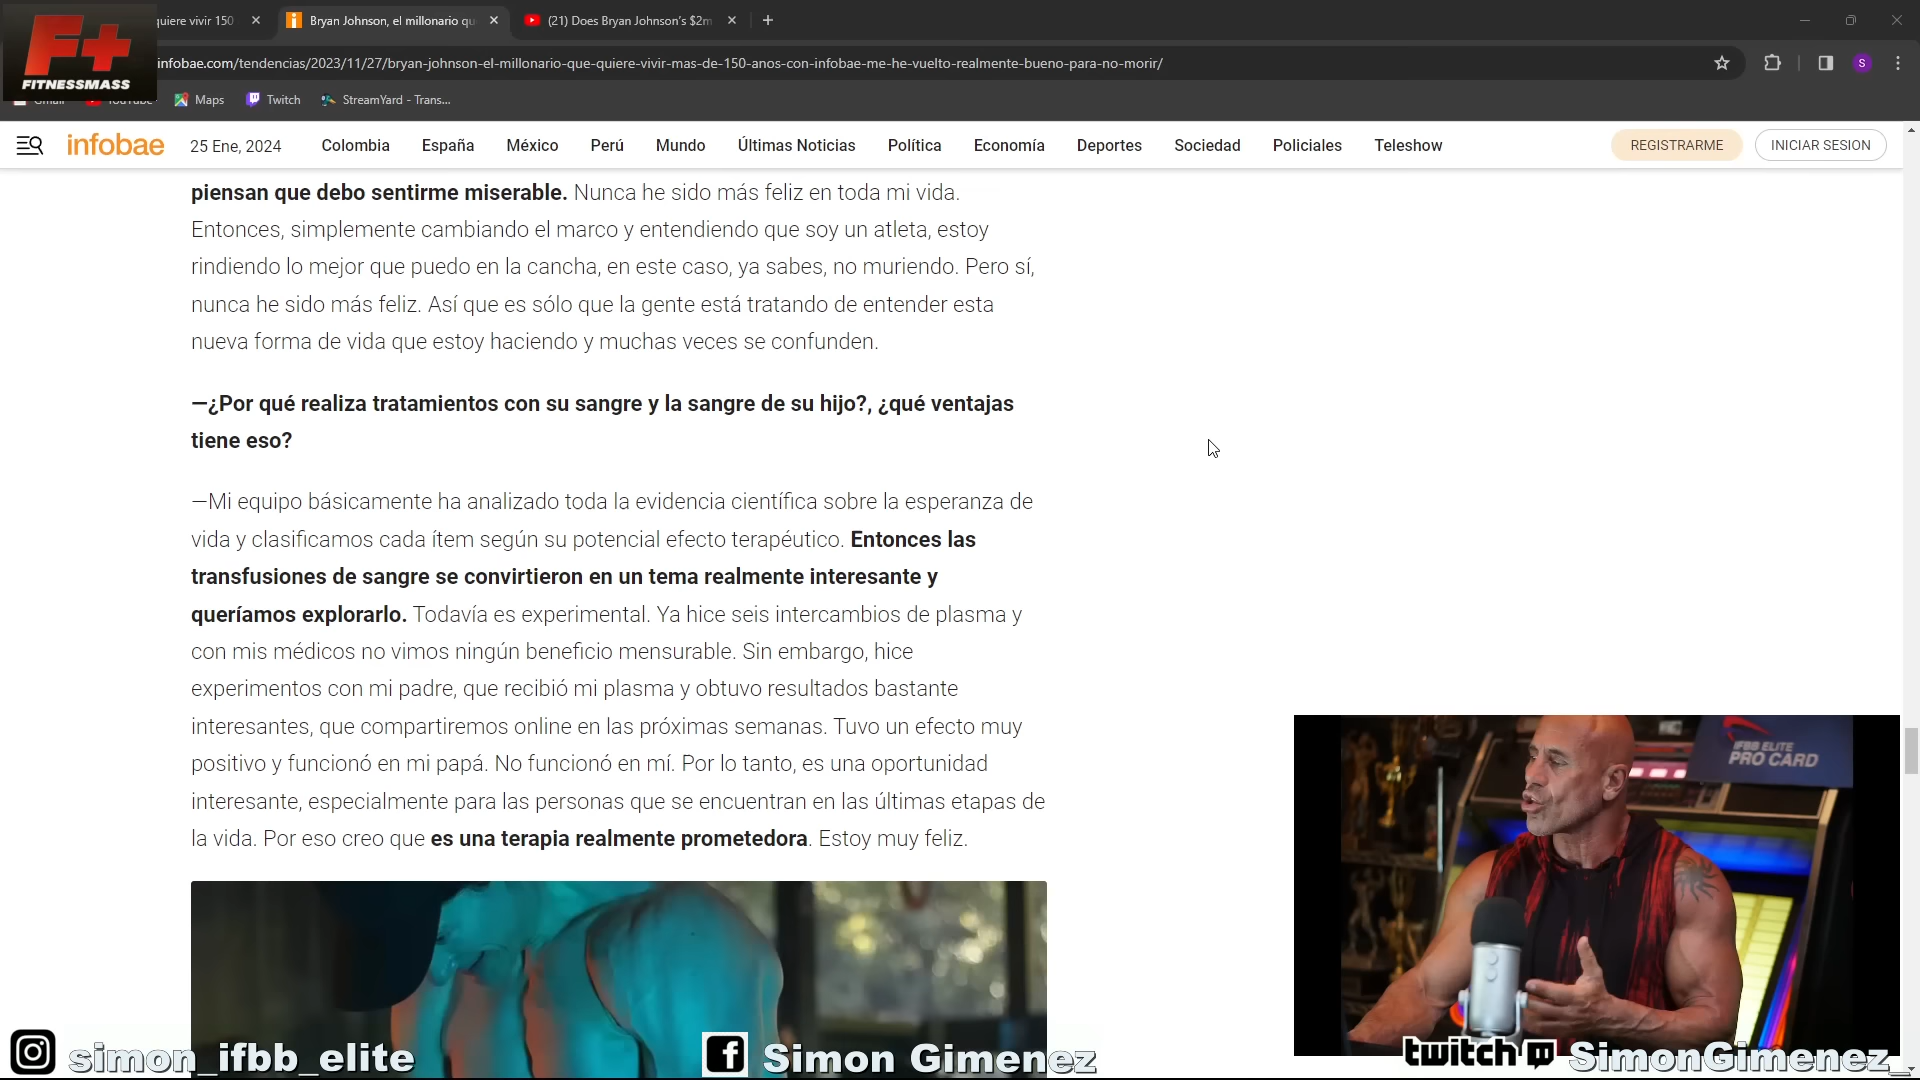 quiere vivir 150
Bryan Johnson, el millonario qu
(21) Does Bryan Johnson's $2m
F+
FITNESSMASS
infobae.com/tendencias/2023/11/27/bryan-johnson-el-millonario-que-quiere-vivir-mas-de-150-anos-con-infobae-me-he-vuelto-realmente-bueno-para-no-morir/
S
Gmail
YouTube
Maps
Twitch
StreamYard - Trans...
infobae
25 Ene, 2024
Colombia
España
México
Perú
Mundo
Últimas Noticias
Política
Economía
Deportes
Sociedad
Policiales
Teleshow
REGISTRARME
INICIAR SESION
piensan que debo sentirme miserable. Nunca he sido más feliz en toda mi vida.
Entonces, simplemente cambiando el marco y entendiendo que soy un atleta, estoy
rindiendo lo mejor que puedo en la cancha, en este caso, ya sabes, no muriendo. Pero sí,
nunca he sido más feliz. Así que es sólo que la gente está tratando de entender esta
nueva forma de vida que estoy haciendo y muchas veces se confunden.
—¿Por qué realiza tratamientos con su sangre y la sangre de su hijo?, ¿qué ventajas
tiene eso?
—Mi equipo básicamente ha analizado toda la evidencia científica sobre la esperanza de
vida y clasificamos cada ítem según su potencial efecto terapéutico. Entonces las
transfusiones de sangre se convirtieron en un tema realmente interesante y
queríamos explorarlo. Todavía es experimental. Ya hice seis intercambios de plasma y
con mis médicos no vimos ningún beneficio mensurable. Sin embargo, hice
experimentos con mi padre, que recibió mi plasma y obtuvo resultados bastante
interesantes, que compartiremos online en las próximas semanas. Tuvo un efecto muy
positivo y funcionó en mi papá. No funcionó en mí. Por lo tanto, es una oportunidad
interesante, especialmente para las personas que se encuentran en las últimas etapas de
la vida. Por eso creo que es una terapia realmente prometedora. Estoy muy feliz.
IFBB ELITE
PRO CARD
simon_ifbb_elite
Simon Gimenez
twitch
SimonGimenez_